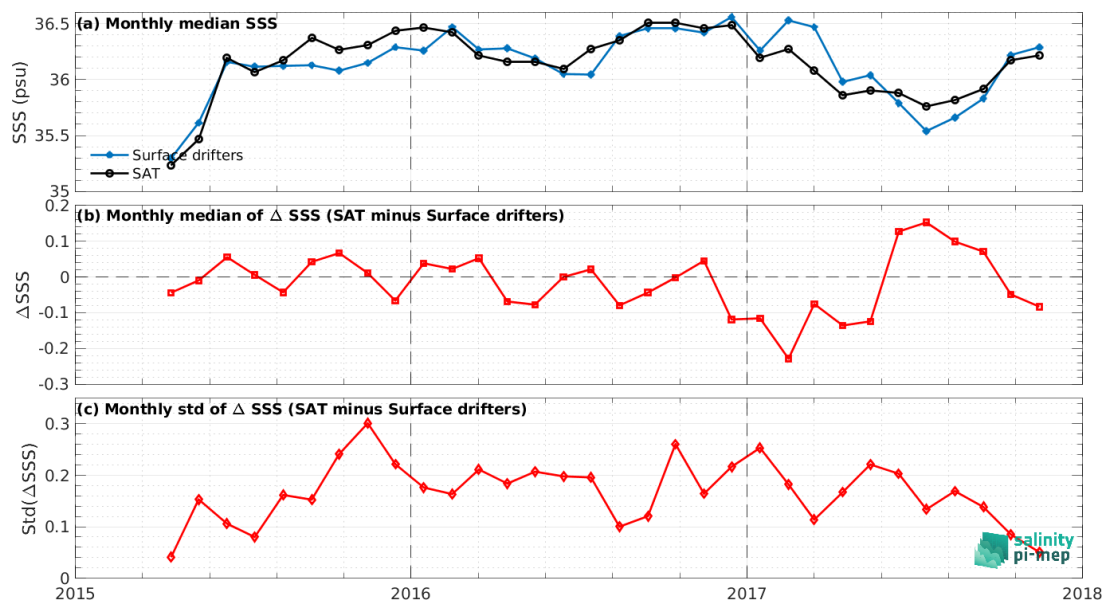 (a) Monthly median SSS
36.5
36
35.5
35
SSS (psu)
Surface drifters
SAT
(b) Monthly median of Δ SSS (SAT minus Surface drifters)
0.2
0.1
0
-0.1
-0.2
-0.3
ΔSSS
(c) Monthly std of Δ SSS (SAT minus Surface drifters)
0.3
0.2
0.1
0
Std(ΔSSS)
salinity
pi-mep
2015
2016
2017
2018